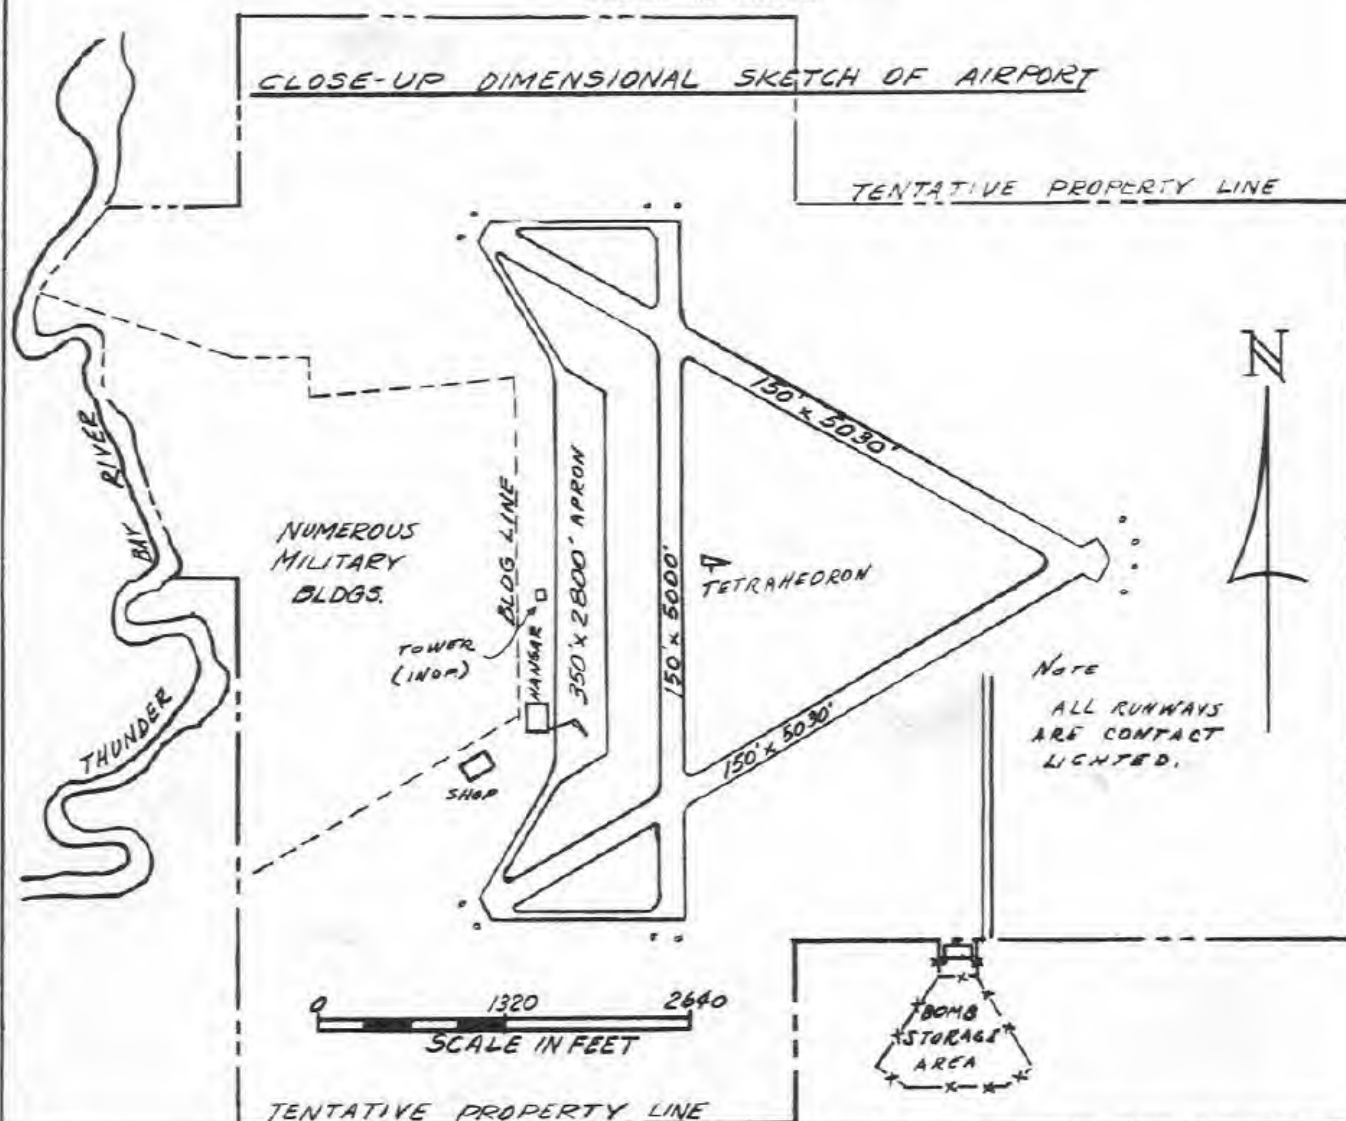 CLOSE-UP DIMENSIONAL SKETCH OF AIRPORT
TENTATIVE PROPERTY LINE
N
150' x 5030'
RIVER
BAY
THUNDER
NUMEROUS
MILITARY
BLDGS.
BLDG LINE
350' x 2800' APRON
150' x 5000'
TETRAHEDRON
TOWER
(INOP)
HANGAR
SHOP
150' x 5030'
NOTE
ALL RUNWAYS
ARE CONTACT
LIGHTED.
0 1320 2640
SCALE IN FEET
BOMB
STORAGE
AREA
TENTATIVE PROPERTY LINE